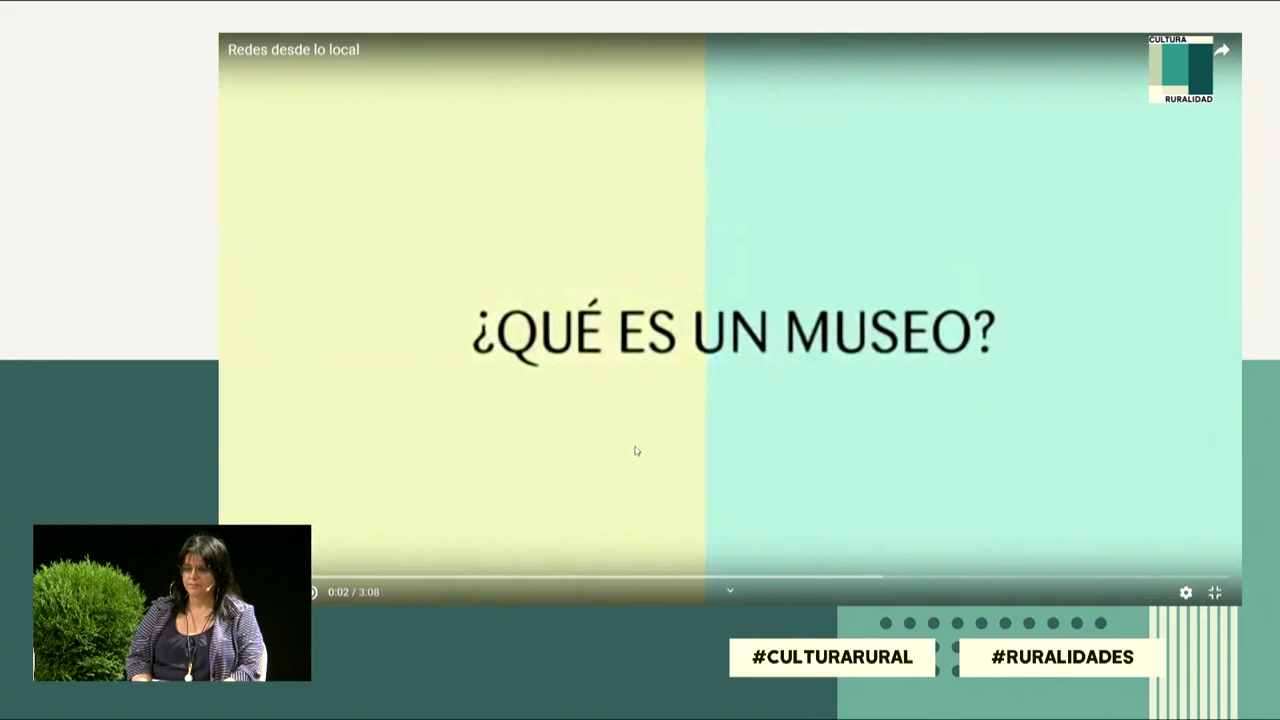 Redes desde lo local
CULTURA
RURALIDAD
¿QUÉ ES UN MUSEO?
0:02 / 3:08
#CULTURARURAL
#RURALIDADES